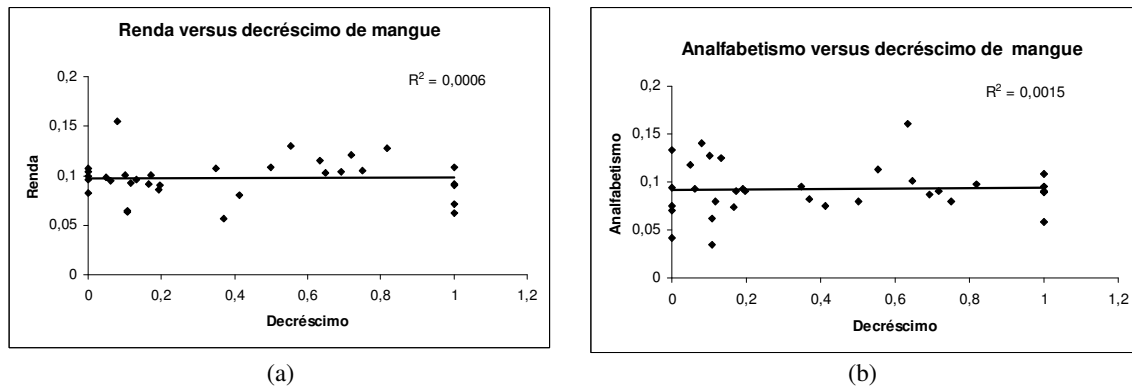 Renda versus decréscimo de mangue
R² = 0,0006
0,2
0,15
0,1
0,05
0
Renda
0 0,2 0,4 0,6 0,8 1 1,2
Decréscimo
(a)
Analfabetismo versus decréscimo de mangue
R² = 0,0015
0,2
0,15
0,1
0,05
0
Analfabetismo
0 0,2 0,4 0,6 0,8 1 1,2
Decréscimo
(b)